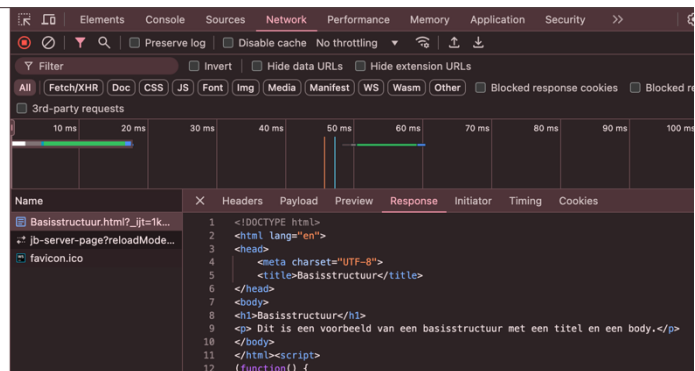 Elements Console Sources Network Performance Memory Application Security >>
Preserve log Disable cache No throttling
Filter Invert Hide data URLs Hide extension URLs
All Fetch/XHR Doc CSS JS Font Img Media Manifest WS Wasm Other Blocked response cookies Blocked
3rd-party requests
10 ms 20 ms 30 ms 40 ms 50 ms 60 ms 70 ms 80 ms 90 ms 100 ms
Name Headers Payload Preview Response Initiator Timing Cookies
Basisstructuur.html?_ijt=1k...
jb-server-page?reloadMode...
favicon.ico
1 <!DOCTYPE html>
2 <html lang="en">
3 <head>
4 <meta charset="UTF-8">
5 <title>Basisstructuur</title>
6 </head>
7 <body>
8 <h1>Basisstructuur</h1>
9 <p> Dit is een voorbeeld van een basisstructuur met een titel en een body.</p>
10 </body>
11 </html><script>
12 (function() {